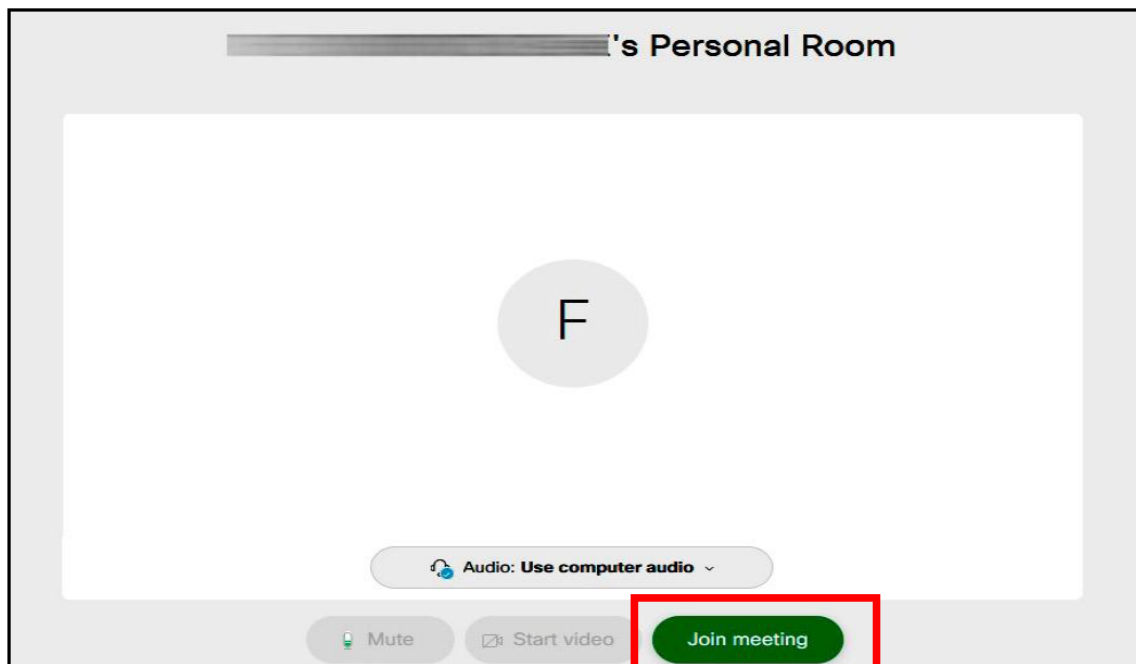 's Personal Room
F
Audio: Use computer audio
Mute
Start video
Join meeting